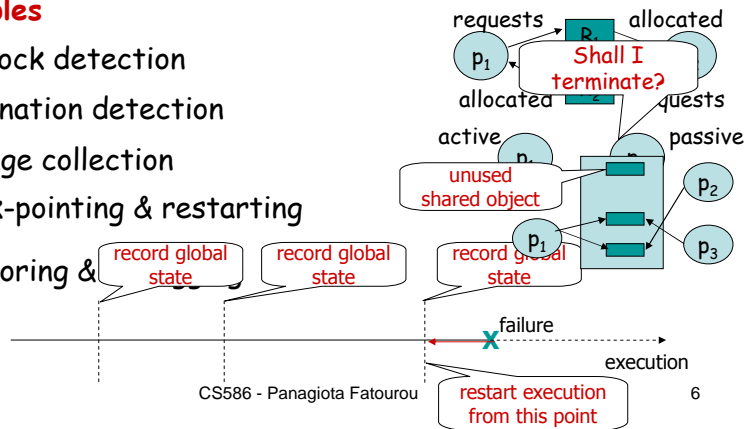 ples
ock detection
nation detection
ge collection
-pointing & restarting
oring &
requests
allocated
p1
Shall I
terminate?
allocated
quests
active
passive
unused
shared object
p2
p1
p3
record global
state
record global
state
record global
state
failure
execution
restart execution
from this point
CS586 - Panagiota Fatourou
6